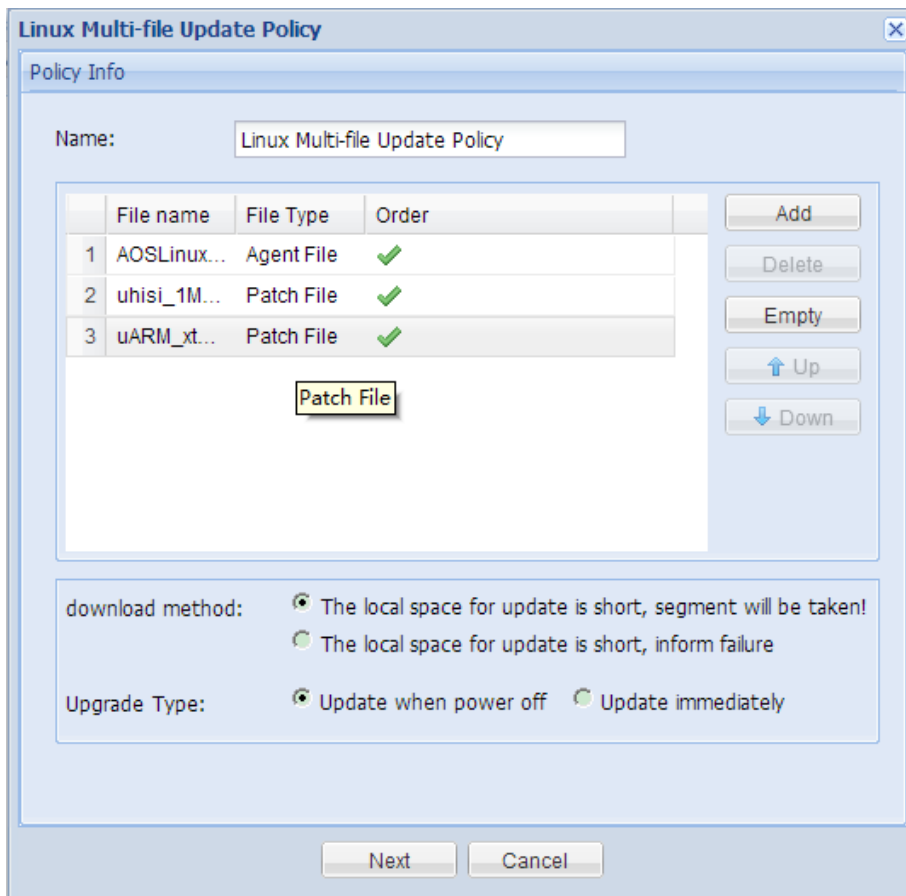 Linux Multi-file Update Policy
Policy Info
Name: Linux Multi-file Update Policy
File name File Type Order
1 AOSLinux... Agent File
2 uhisi_1M... Patch File
3 uARM_xt... Patch File
Patch File
Add
Delete
Empty
Up
Down
download method: The local space for update is short, segment will be taken!
The local space for update is short, inform failure
Upgrade Type: Update when power off Update immediately
Next Cancel